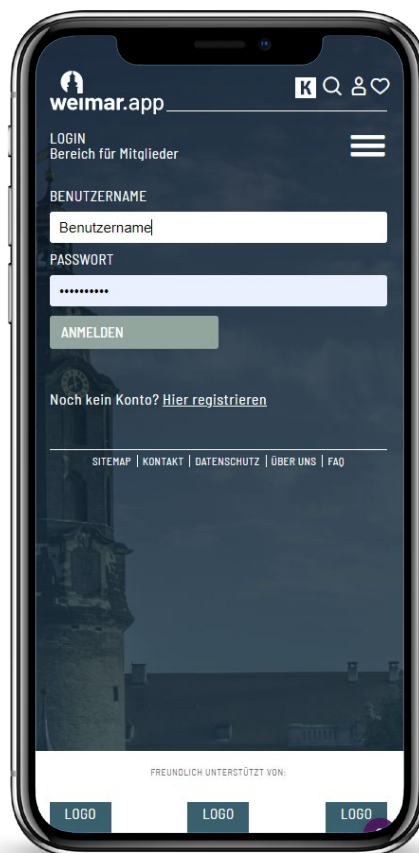 weimar.app
K
LOGIN
Bereich für Mitglieder
BENUTZERNAME
Benutzername
PASSWORT
••••••••••
ANMELDEN
Noch kein Konto? Hier registrieren
SITEMAP | KONTAKT | DATENSCHUTZ | ÜBER UNS | FAQ
FREUNDLICH UNTERSTÜTZT VON:
LOGO LOGO LOGO